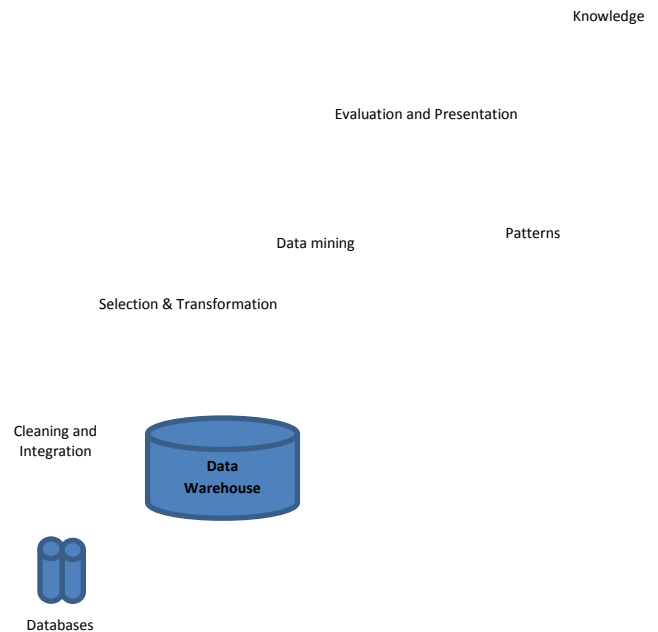 Knowledge
Evaluation and Presentation
Patterns
Data mining
Selection & Transformation
Cleaning and
Integration
Data
Warehouse
Databases